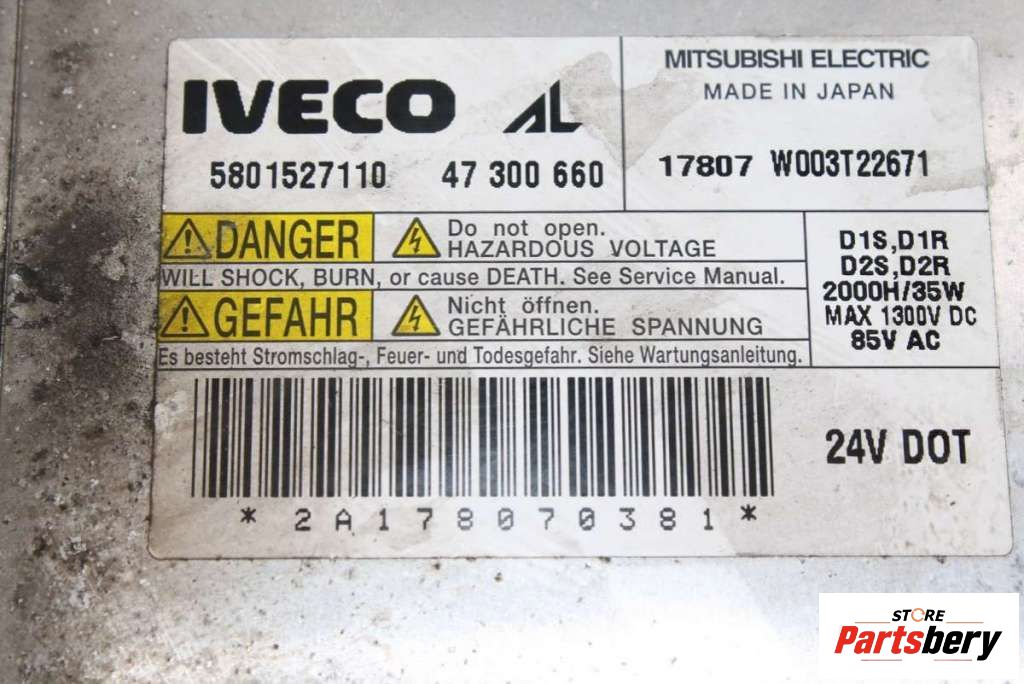 IVECO AL
5801527110 47 300 660
MITSUBISHI ELECTRIC
MADE IN JAPAN
17807 W003T22671
DANGER
Do not open.
HAZARDOUS VOLTAGE
WILL SHOCK, BURN, or cause DEATH. See Service Manual.
GEFAHR
Nicht öffnen.
GEFÄHRLICHE SPANNUNG
Es besteht Stromschlag-, Feuer- und Todesgefahr. Siehe Wartungsanleitung.
D1S,D1R
D2S,D2R
2000H/35W
MAX 1300V DC
85V AC
*2A178070381*
24V DOT
STORE
Partsbery